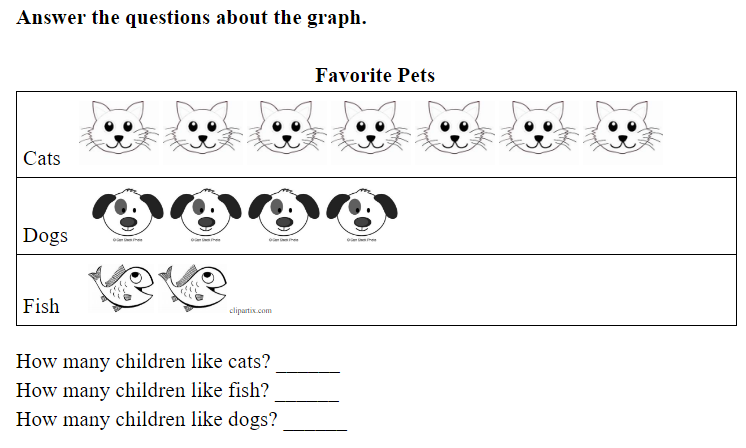 Answer the questions about the graph.
Favorite Pets
Cats
Dogs
Fish
clipartix.com
How many children like cats? ______
How many children like fish? ______
How many children like dogs? ______